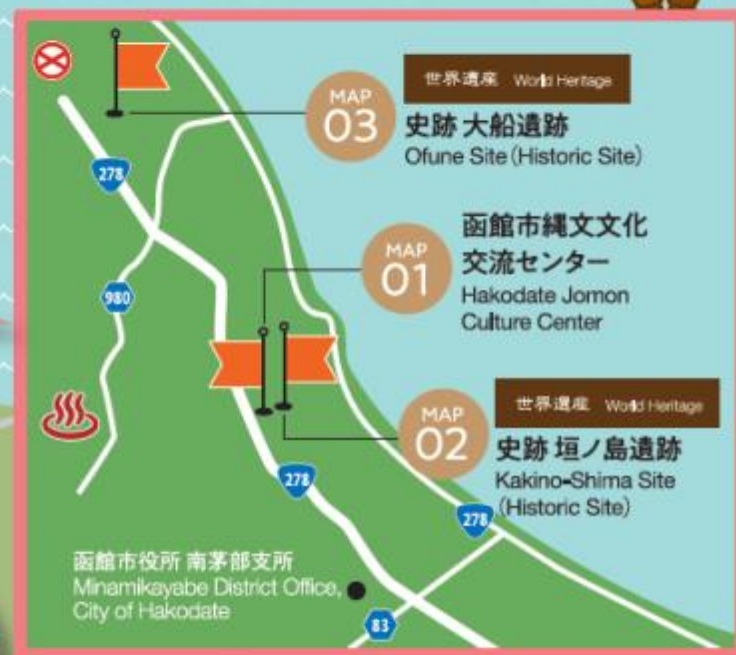 MAP
03
世界遺産 World Heritage
史跡 大船遺跡
Ofune Site (Historic Site)
278
MAP
01
函館市縄文文化
交流センター
Hakodate Jomon
Culture Center
980
MAP
02
世界遺産 World Heritage
史跡 垣ノ島遺跡
Kakino-Shima Site
(Historic Site)
278
278
函館市役所 南茅部支所
Minamikayabe District Office,
City of Hakodate
83